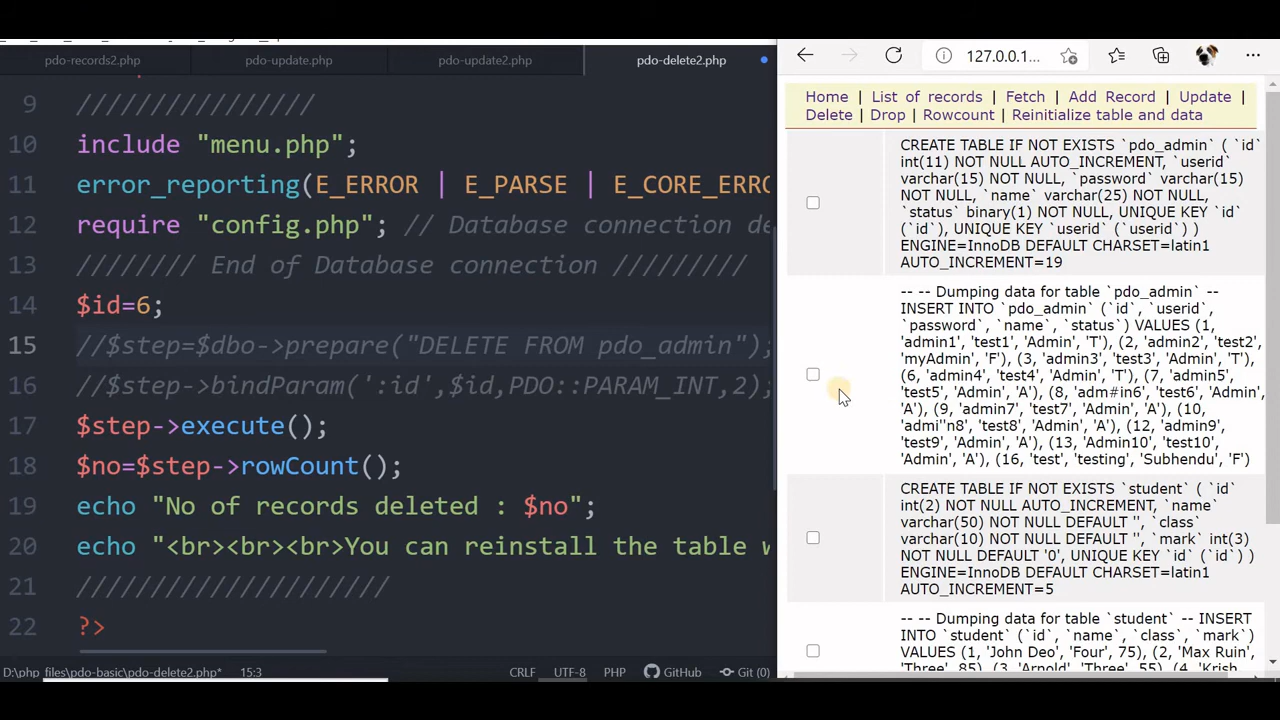 pdo-records2.php pdo-update.php pdo-update2.php pdo-delete2.php
9 ////////////////
10 include "menu.php";
11 error_reporting(E_ERROR | E_PARSE | E_CORE_ERRO
12 require "config.php"; // Database connection de
13 //////// End of Database connection /////////
14 $id=6;
15 //$step=$dbo->prepare("DELETE FROM pdo_admin");
16 //$step->bindParam(':id',$id,PDO::PARAM_INT,2);
17 $step->execute();
18 $no=$step->rowCount();
19 echo "No of records deleted : $no";
20 echo "<br><br><br>You can reinstall the table w
21 /////////////////////
22 ?>
D:\php files\pdo-basic\pdo-delete2.php* 15:3 CRLF UTF-8 PHP GitHub Git (0)
127.0.0.1...
Home | List of records | Fetch | Add Record | Update |
Delete | Drop | Rowcount | Reinitialize table and data
CREATE TABLE IF NOT EXISTS `pdo_admin` ( `id`
int(11) NOT NULL AUTO_INCREMENT, `userid`
varchar(15) NOT NULL, `password` varchar(15)
NOT NULL, `name` varchar(25) NOT NULL,
`status` binary(1) NOT NULL, UNIQUE KEY `id`
(`id`), UNIQUE KEY `userid` (`userid`) )
ENGINE=InnoDB DEFAULT CHARSET=latin1
AUTO_INCREMENT=19
-- -- Dumping data for table `pdo_admin` --
INSERT INTO `pdo_admin` (`id`, `userid`,
`password`, `name`, `status`) VALUES (1,
'admin1', 'test1', 'Admin', 'T'), (2, 'admin2', 'test2',
'myAdmin', 'F'), (3, 'admin3', 'test3', 'Admin', 'T'),
(6, 'admin4', 'test4', 'Admin', 'T'), (7, 'admin5',
'test5', 'Admin', 'A'), (8, 'adm#in6', 'test6', 'Admin',
'A'), (9, 'admin7', 'test7', 'Admin', 'A'), (10,
'admi"n8', 'test8', 'Admin', 'A'), (12, 'admin9',
'test9', 'Admin', 'A'), (13, 'Admin10', 'test10',
'Admin', 'A'), (16, 'test', 'testing', 'Subhendu', 'F')
CREATE TABLE IF NOT EXISTS `student` ( `id`
int(2) NOT NULL AUTO_INCREMENT, `name`
varchar(50) NOT NULL DEFAULT '', `class`
varchar(10) NOT NULL DEFAULT '', `mark` int(3)
NOT NULL DEFAULT '0', UNIQUE KEY `id` (`id`) )
ENGINE=InnoDB DEFAULT CHARSET=latin1
AUTO_INCREMENT=5
-- -- Dumping data for table `student` -- INSERT
INTO `student` (`id`, `name`, `class`, `mark`)
VALUES (1, 'John Deo', 'Four', 75), (2, 'Max Ruin',
'Three', 85), (3, 'Arnold', 'Three', 55), (4, 'Krish